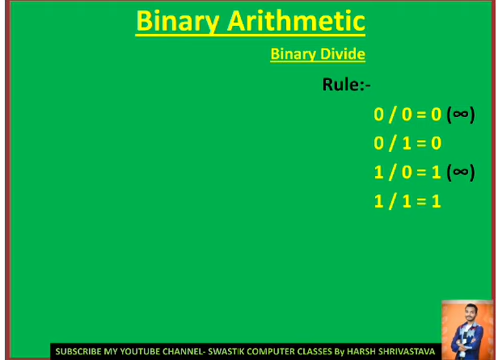 Binary Arithmetic
Binary Divide
Rule:-
0 / 0 = 0 (∞)
0 / 1 = 0
1 / 0 = 1 (∞)
1 / 1 = 1
SUBSCRIBE MY YOUTUBE CHANNEL- SWASTIK COMPUTER CLASSES By HARSH SHRIVASTAVA